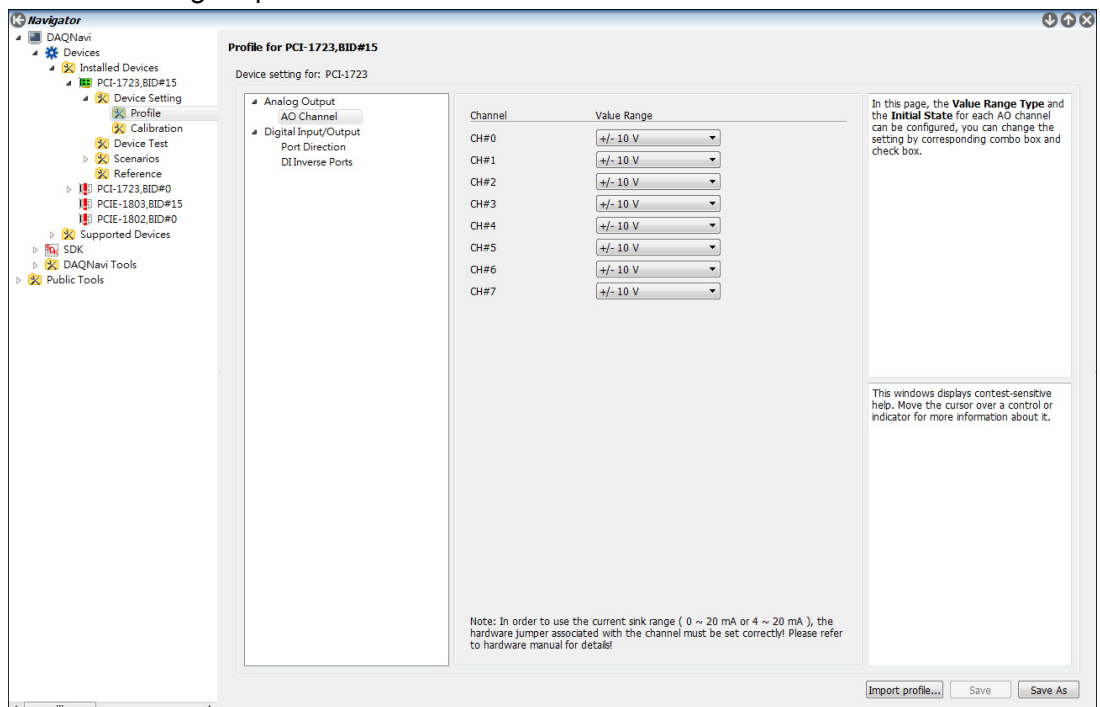 Navigator
DAQNavi
Devices
Installed Devices
PCI-1723,BID#15
Device Setting
Profile
Calibration
Device Test
Scenarios
Reference
PCI-1723,BID#0
PCIE-1803,BID#15
PCIE-1802,BID#0
Supported Devices
SDK
DAQNavi Tools
Public Tools
Profile for PCI-1723,BID#15
Device setting for: PCI-1723
Analog Output
AO Channel
Digital Input/Output
Port Direction
DI Inverse Ports
Channel Value Range
CH#0 +/- 10 V
CH#1 +/- 10 V
CH#2 +/- 10 V
CH#3 +/- 10 V
CH#4 +/- 10 V
CH#5 +/- 10 V
CH#6 +/- 10 V
CH#7 +/- 10 V
Note: In order to use the current sink range ( 0 ~ 20 mA or 4 ~ 20 mA ), the
hardware jumper associated with the channel must be set correctly! Please refer
to hardware manual for details!
In this page, the Value Range Type and
the Initial State for each AO channel
can be configured, you can change the
setting by corresponding combo box and
check box.
This windows displays contest-sensitive
help. Move the cursor over a control or
indicator for more information about it.
Import profile... Save Save As